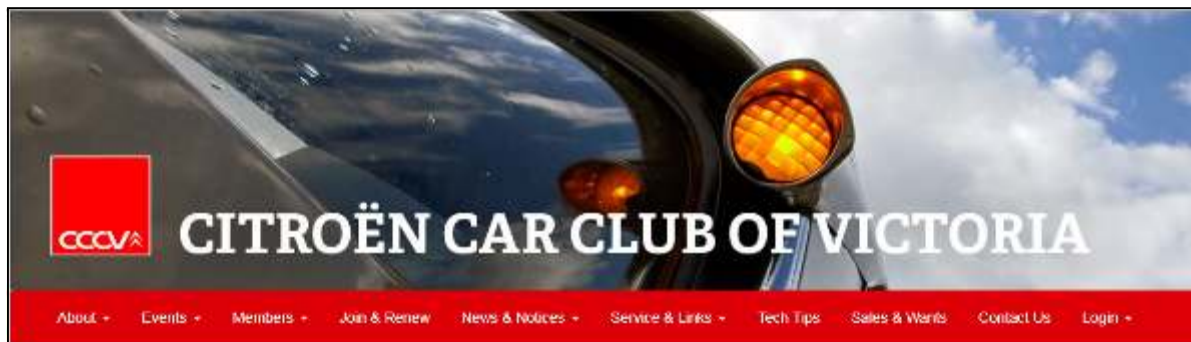 CCCV
CITROËN CAR CLUB OF VICTORIA
About Events Members Join & Renew News & Notices Service & Links Tech Tips Sales & Wants Contact Us Login